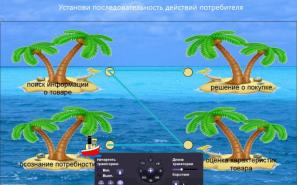 Установи последовательность действий потребителя
поиск информации
о товаре
решение о покупке
осознание потребности
оценка характеристик
товара